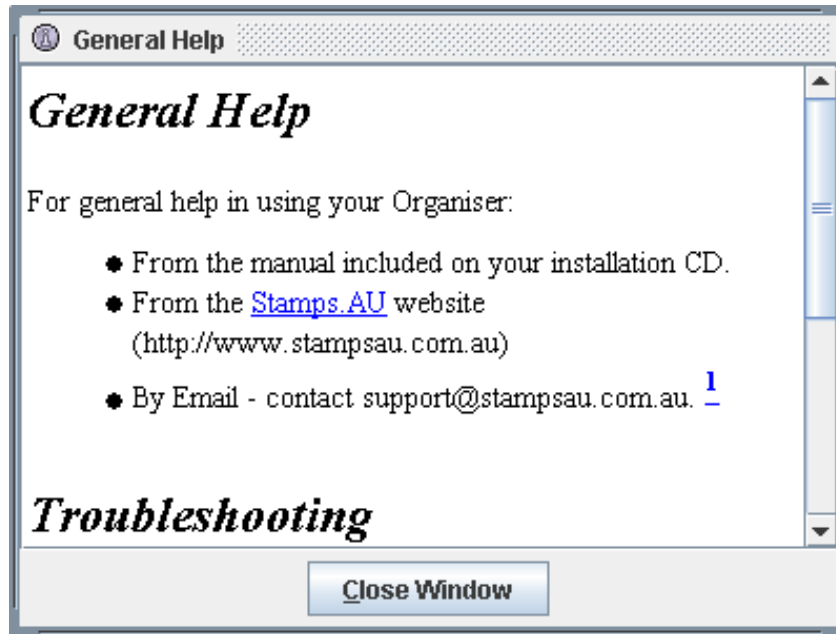 General Help
General Help
For general help in using your Organiser:
From the manual included on your installation CD.
From the Stamps.AU website
(http://www.stampsau.com.au)
By Email - contact support@stampsau.com.au. 1
Troubleshooting
Close Window